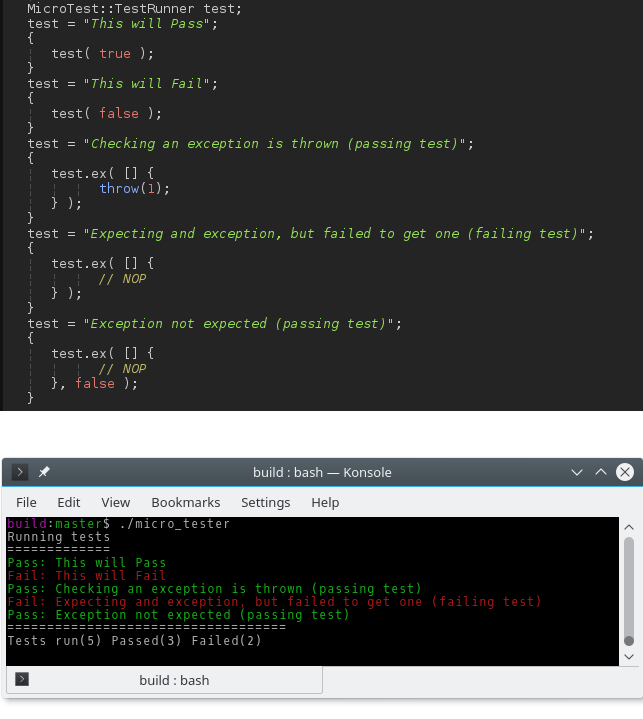 MicroTest::TestRunner test;
test = "This will Pass";
{
test( true );
}
test = "This will Fail";
{
test( false );
}
test = "Checking an exception is thrown (passing test)";
{
test.ex( [] {
throw(1);
} );
}
test = "Expecting and exception, but failed to get one (failing test)";
{
test.ex( [] {
// NOP
} );
}
test = "Exception not expected (passing test)";
{
test.ex( [] {
// NOP
}, false );
}
build : bash — Konsole
File Edit View Bookmarks Settings Help
build:master$ ./micro_tester
Running tests
=============
Pass: This will Pass
Fail: This will Fail
Pass: Checking an exception is thrown (passing test)
Fail: Expecting and exception, but failed to get one (failing test)
Pass: Exception not expected (passing test)
===================================
Tests run(5) Passed(3) Failed(2)
build : bash